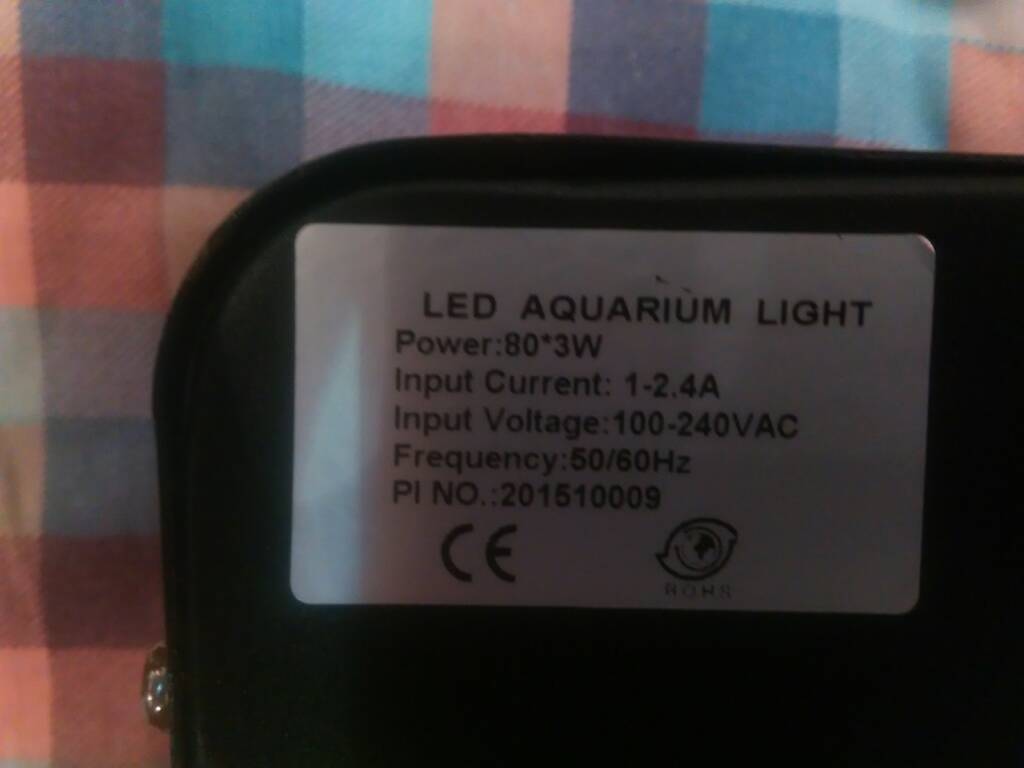 LED AQUARIUM LIGHT
Power:80*3W
Input Current: 1-2.4A
Input Voltage:100-240VAC
Frequency:50/60Hz
PI NO.:201510009
CE
ROHS